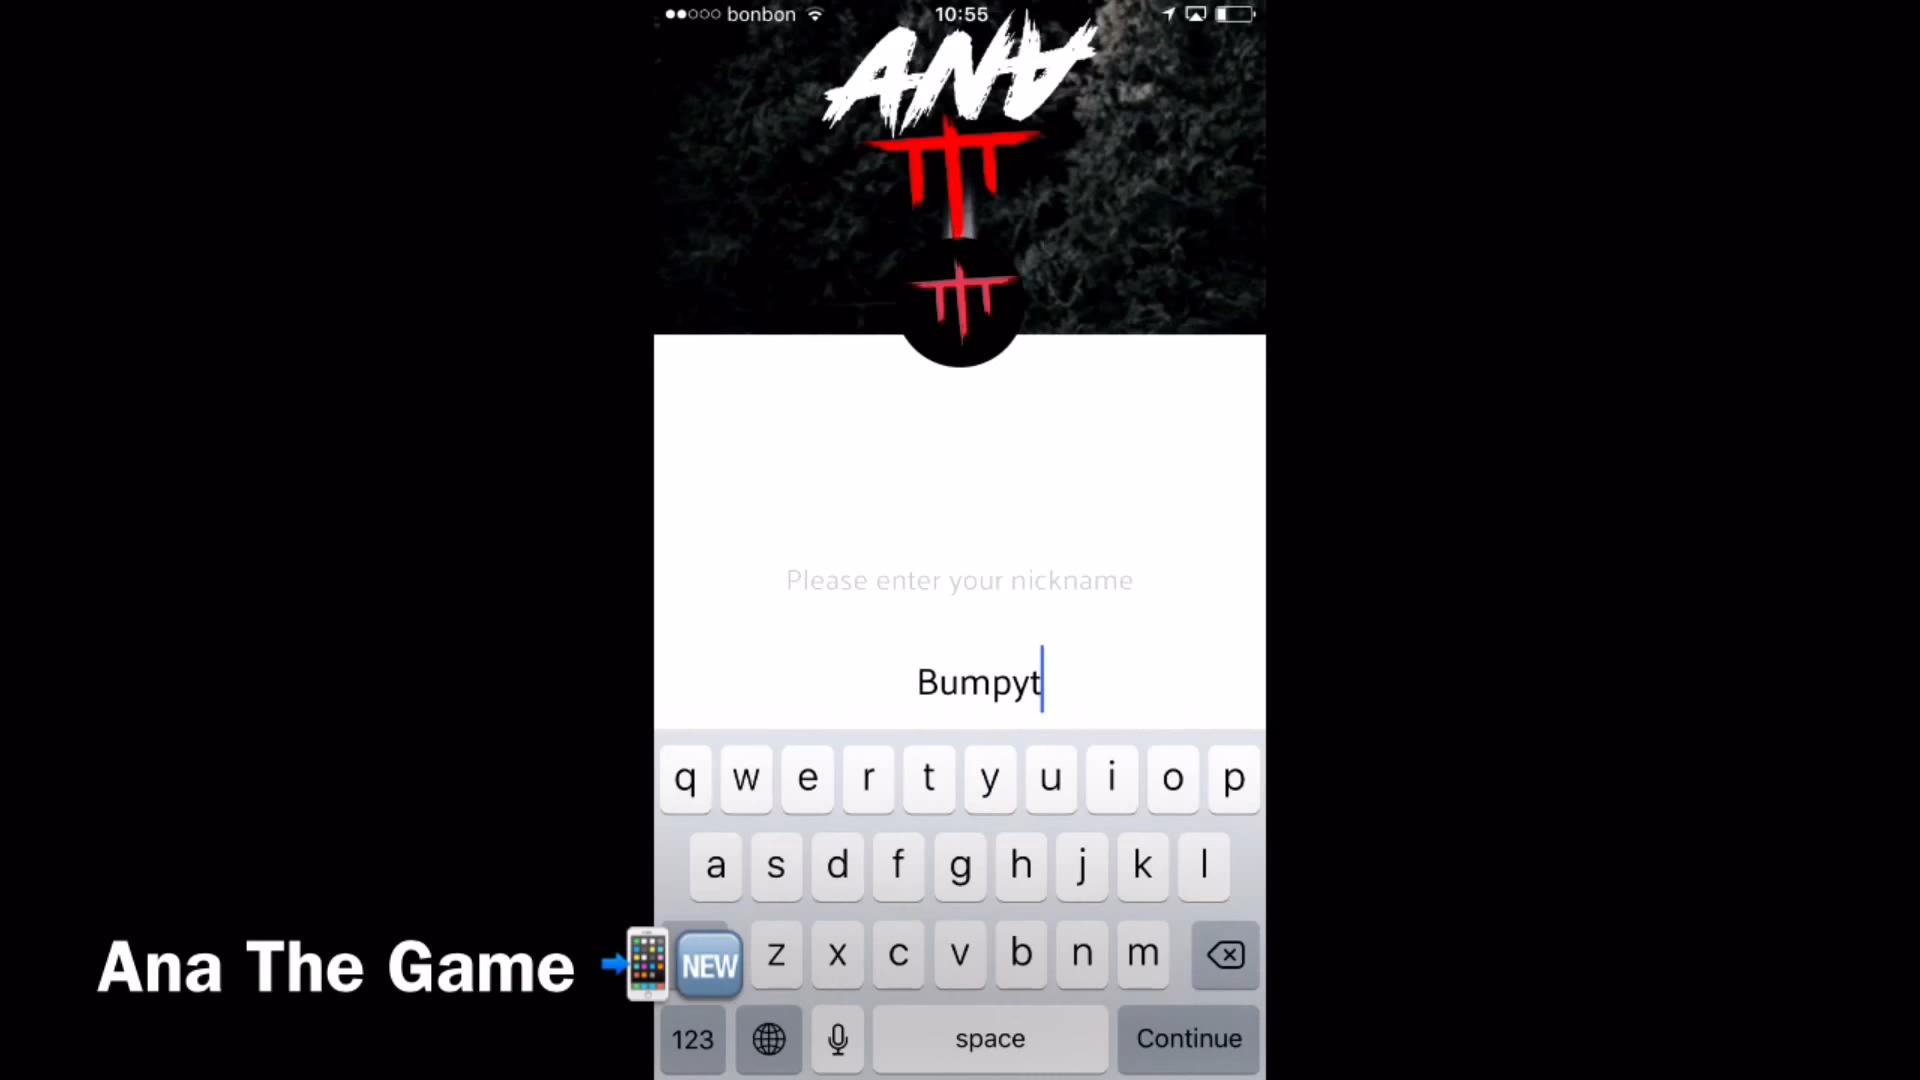 bonbon 10:55
ANA
Please enter your nickname
Bumpyt
q w e r t y u i o p
a s d f g h j k l
z x c v b n m
Ana The Game NEW
123 space Continue